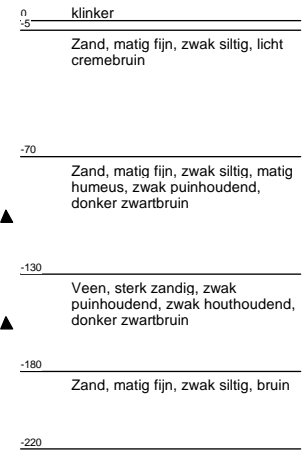 0 klinker
-5
Zand, matig fijn, zwak siltig, licht
cremebruin
-70
Zand, matig fijn, zwak siltig, matig
humeus, zwak puinhoudend,
donker zwartbruin
-130
Veen, sterk zandig, zwak
puinhoudend, zwak houthoudend,
donker zwartbruin
-180
Zand, matig fijn, zwak siltig, bruin
-220